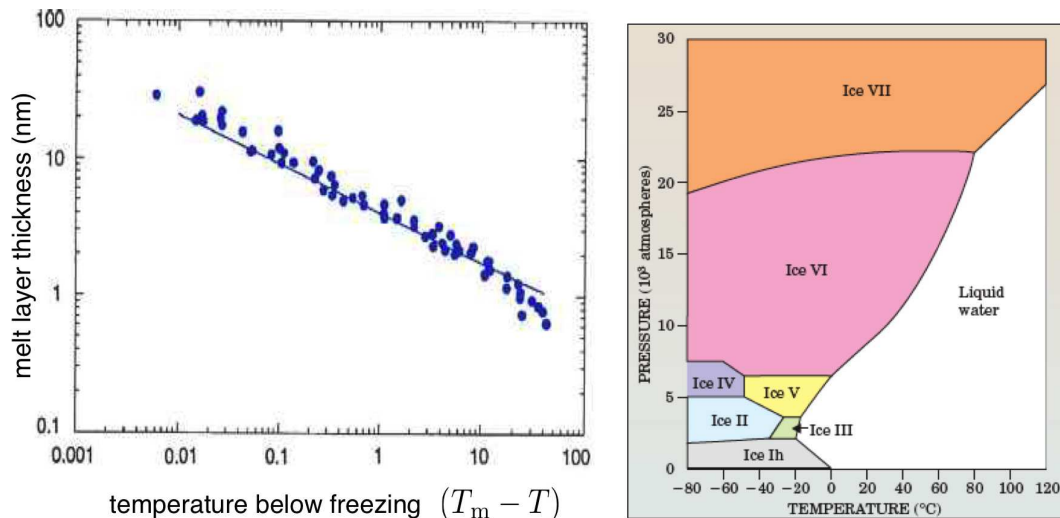 100
10
1
0.1
0.001
0.01
0.1
1
10
100
melt layer thickness (nm)
temperature below freezing (Tₘ − T)
30
25
20
15
10
5
0
PRESSURE (10³ atmospheres)
Ice VII
Ice VI
Liquid
water
Ice IV
Ice V
Ice II
Ice III
Ice Ih
−80 −60 −40 −20 0 20 40 60 80 100 120
TEMPERATURE (°C)